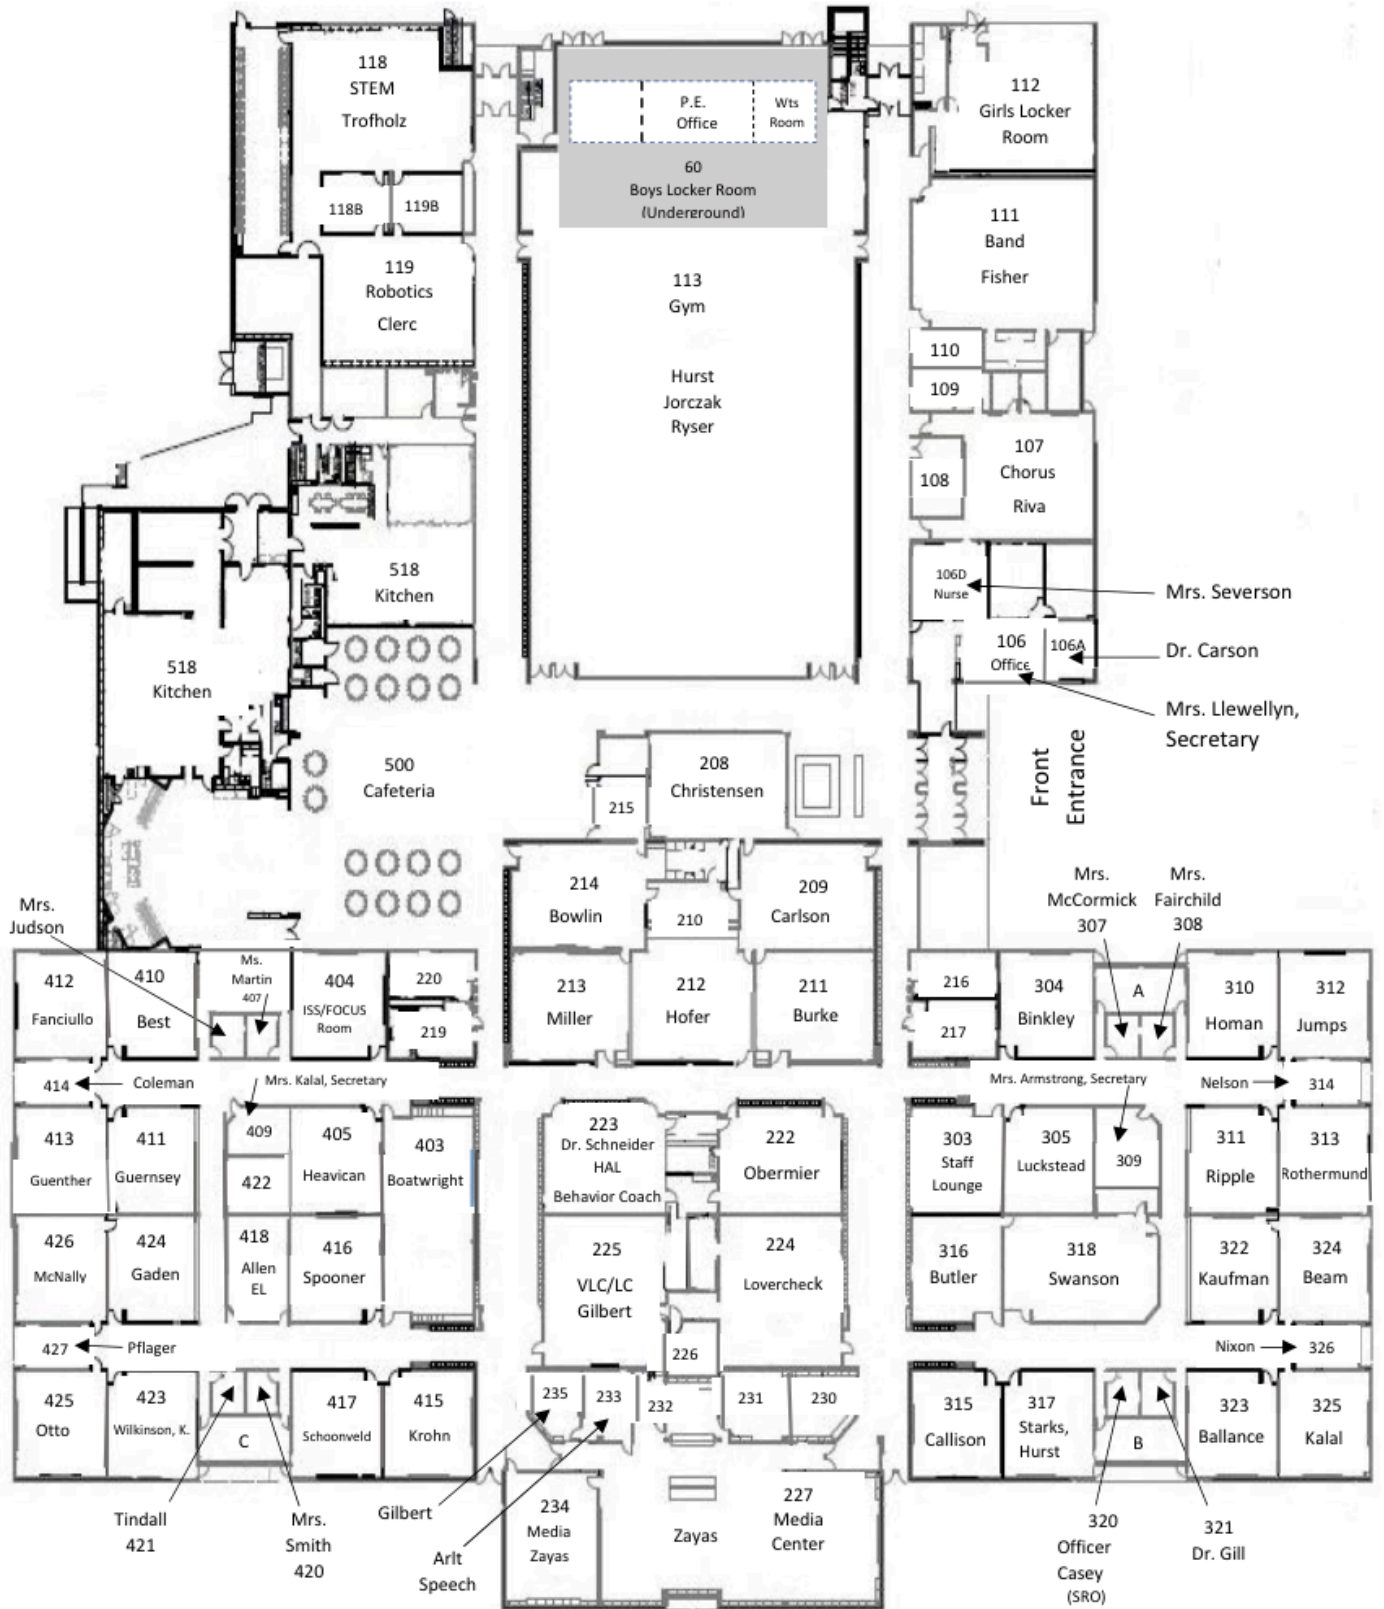 118
STEM
Trofholz
118B
119B
119
Robotics
Clerc
P.E.
Office
Wts
Room
60
Boys Locker Room
(Underground)
113
Gym
Hurst
Jorczak
Ryser
112
Girls Locker
Room
111
Band
Fisher
110
109
107
Chorus
Riva
108
106D
Nurse
106
Office
106A
Mrs. Severson
Dr. Carson
Mrs. Llewellyn,
Secretary
Front
Entrance
518
Kitchen
518
Kitchen
500
Cafeteria
208
Christensen
215
214
Bowlin
210
209
Carlson
213
Miller
212
Hofer
211
Burke
Mrs.
Judson
412
Fanciullo
410
Best
Ms.
Martin
407
404
ISS/FOCUS
Room
220
219
414
Coleman
Mrs. Kalal, Secretary
413
Guenther
411
Guernsey
409
422
405
Heavican
403
Boatwright
426
McNally
424
Gaden
418
Allen
EL
416
Spooner
427
Pflager
425
Otto
423
Wilkinson, K.
C
417
Schoonveld
415
Krohn
Tindall
421
Mrs.
Smith
420
223
Dr. Schneider
HAL
Behavior Coach
222
Obermier
225
VLC/LC
Gilbert
224
Lovercheck
226
235
233
232
231
230
Gilbert
Arlt
Speech
234
Media
Zayas
Zayas
227
Media
Center
Mrs.
McCormick
307
Mrs.
Fairchild
308
216
217
304
Binkley
A
310
Homan
312
Jumps
Mrs. Armstrong, Secretary
Nelson
314
303
Staff
Lounge
305
Luckstead
309
311
Ripple
313
Rothermund
316
Butler
318
Swanson
322
Kaufman
324
Beam
Nixon
326
315
Callison
317
Starks,
Hurst
B
323
Ballance
325
Kalal
320
Officer
Casey
(SRO)
321
Dr. Gill